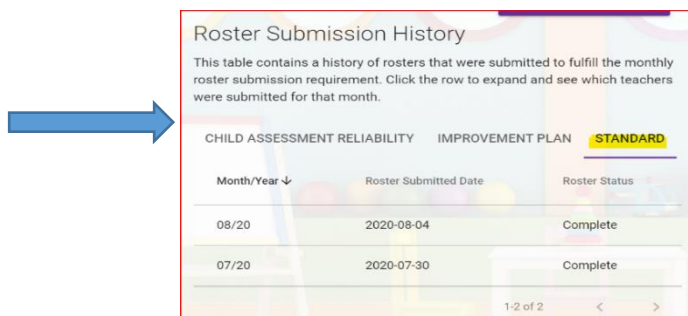 Roster Submission History
This table contains a history of rosters that were submitted to fulfill the monthly
roster submission requirement. Click the row to expand and see which teachers
were submitted for that month.
CHILD ASSESSMENT RELIABILITY IMPROVEMENT PLAN STANDARD
Month/Year Roster Submitted Date Roster Status
08/20 2020-08-04 Complete
07/20 2020-07-30 Complete
1-2 of 2